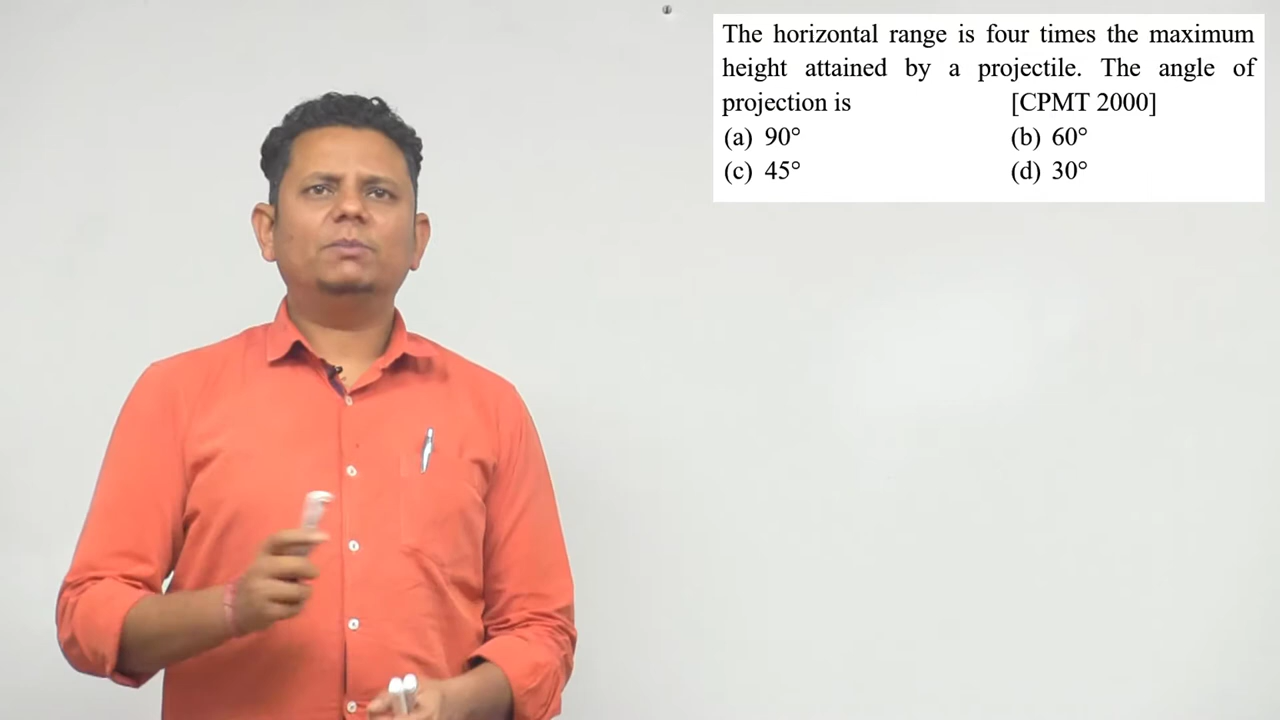 The horizontal range is four times the maximum
height attained by a projectile. The angle of
projection is [CPMT 2000]
(a) 90° (b) 60°
(c) 45° (d) 30°